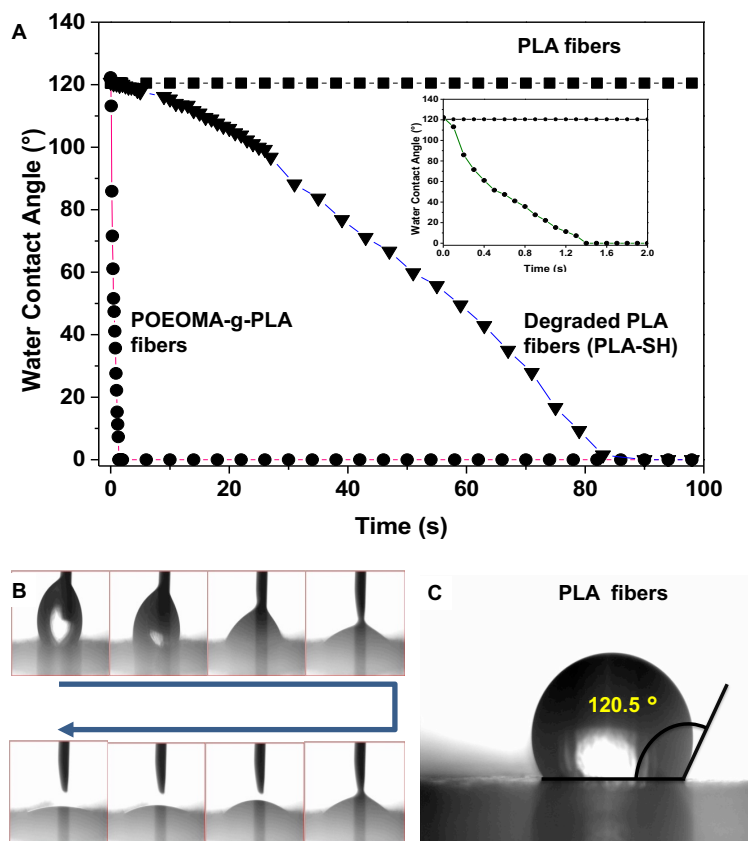 A
140
120
100
80
60
40
20
0
Water Contact Angle (°)
0
20
40
60
80
100
Time (s)
PLA fibers
POEOMA-g-PLA
fibers
Degraded PLA
fibers (PLA-SH)
140
120
100
80
60
40
20
0
Water Contact Angle (°)
0.0
0.4
0.8
1.2
1.6
2.0
Time (s)
B
C
PLA fibers
120.5 °